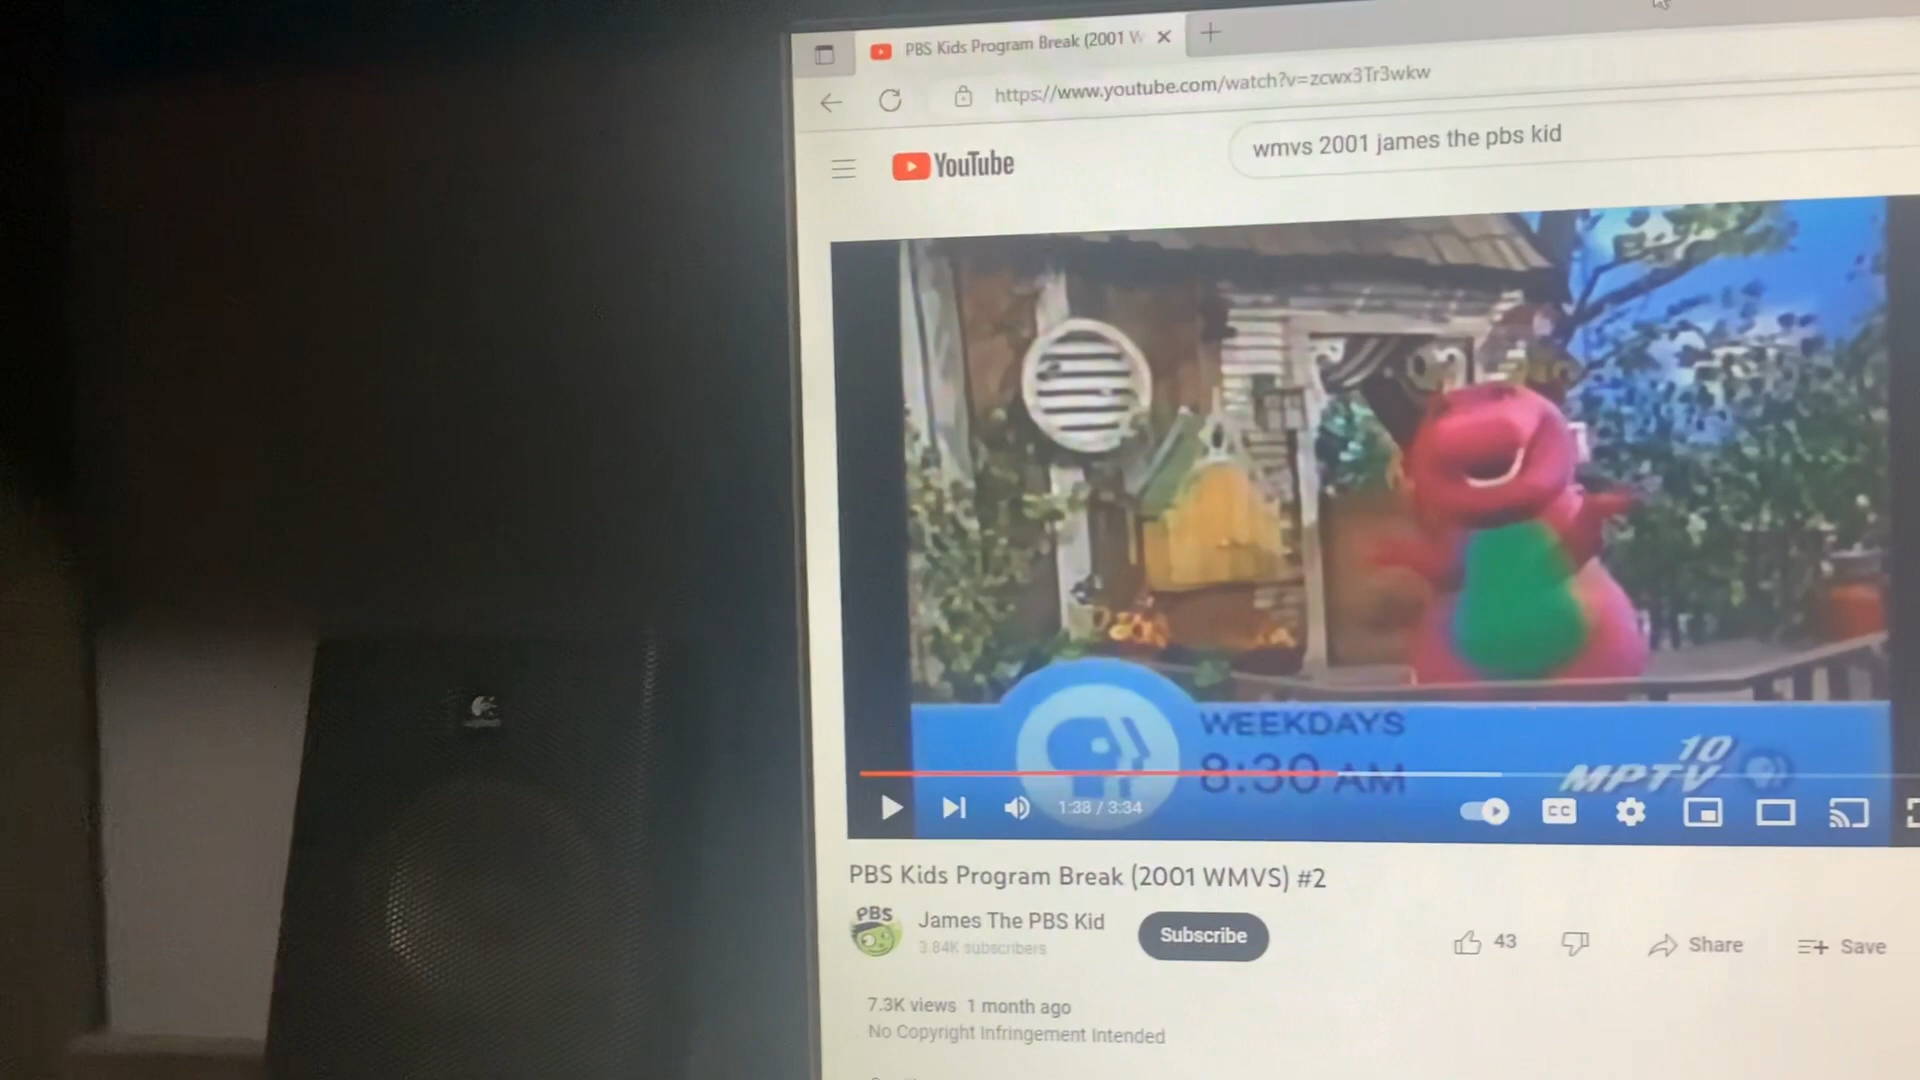 PBS Kids Program Break (2001 W
https://www.youtube.com/watch?v=zcwx3Tr3wkw
YouTube
wmvs 2001 james the pbs kid
WEEKDAYS
8:30 AM
10
MPTV
1:38 / 3:34
CC
PBS Kids Program Break (2001 WMVS) #2
PBS
James The PBS Kid
3.84K subscribers
Subscribe
43
Share
Save
7.3K views 1 month ago
No Copyright Infringement Intended